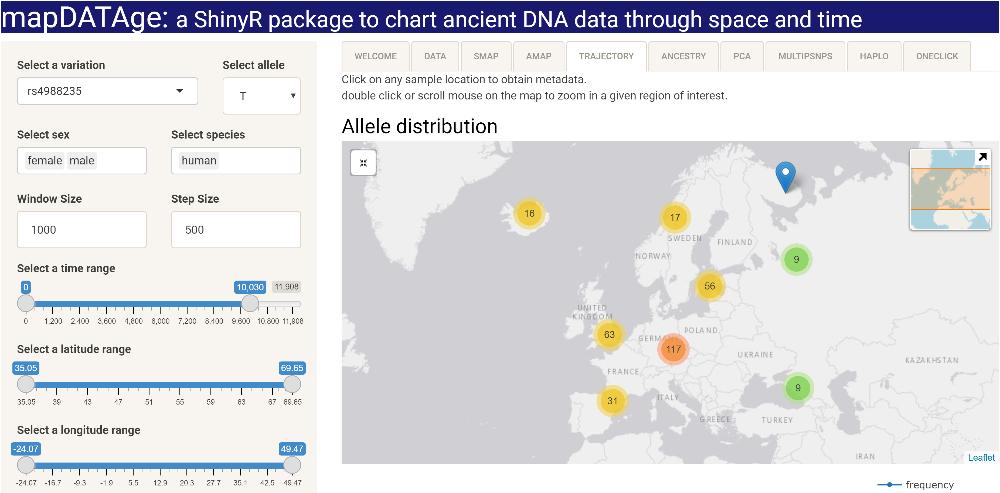 mapDATAge: a ShinyR package to chart ancient DNA data through space and time
WELCOME DATA SMAP AMAP TRAJECTORY ANCESTRY PCA MULTIPSNPS HAPLO ONECLICK
Select a variation Select allele
rs4988235 T
Select sex Select species
female male human
Window Size Step Size
1000 500
Select a time range
0 10,030 11,908
0 1,200 2,400 3,600 4,800 6,000 7,200 8,400 9,600 10,800 11,908
Select a latitude range
35.05 69.65
35.05 39 43 47 51 55 59 63 67 69.65
Select a longitude range
-24.07 49.47
-24.07 -16.7 -9.3 -1.9 5.5 12.9 20.3 27.7 35.1 42.5 49.47
Click on any sample location to obtain metadata.
double click or scroll mouse on the map to zoom in a given region of interest.
Allele distribution
16
17
SWEDEN
FINLAND
NORWAY
9
56
UNITED
KINGDOM
63
POLAND
GERMANY
117
UKRAINE
KAZAKHSTAN
FRANCE
9
31
ITALY
GREECE
TURKEY
IRAN
Leaflet
frequency